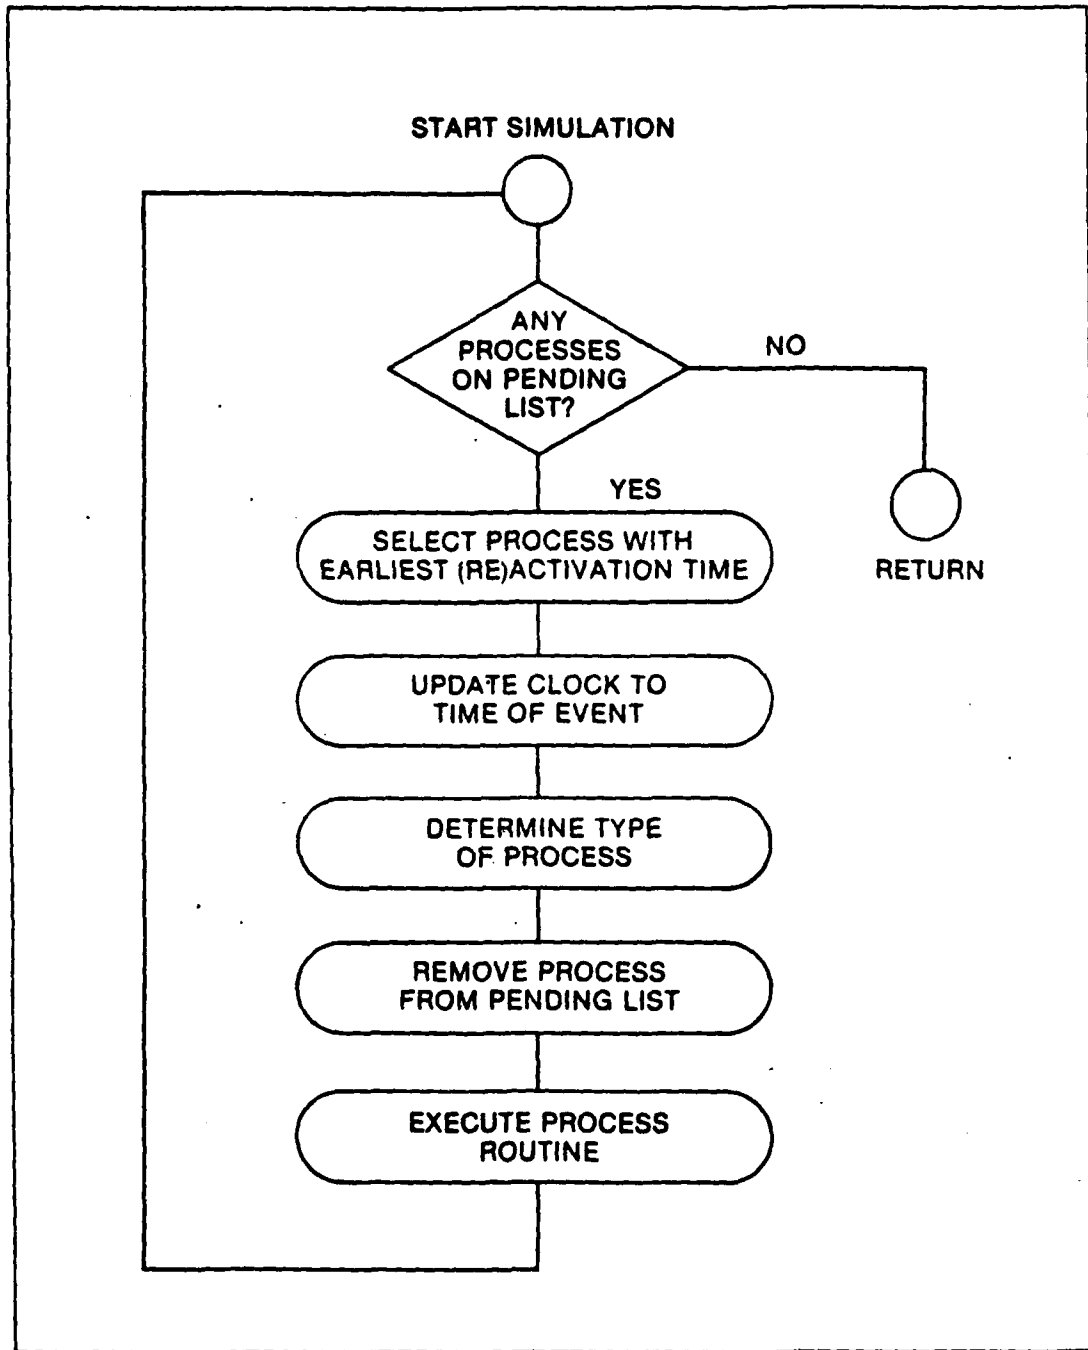 START SIMULATION
ANY
PROCESSES
ON PENDING
LIST?
NO
YES
SELECT PROCESS WITH
EARLIEST (RE)ACTIVATION TIME
RETURN
UPDATE CLOCK TO
TIME OF EVENT
DETERMINE TYPE
OF PROCESS
REMOVE PROCESS
FROM PENDING LIST
EXECUTE PROCESS
ROUTINE